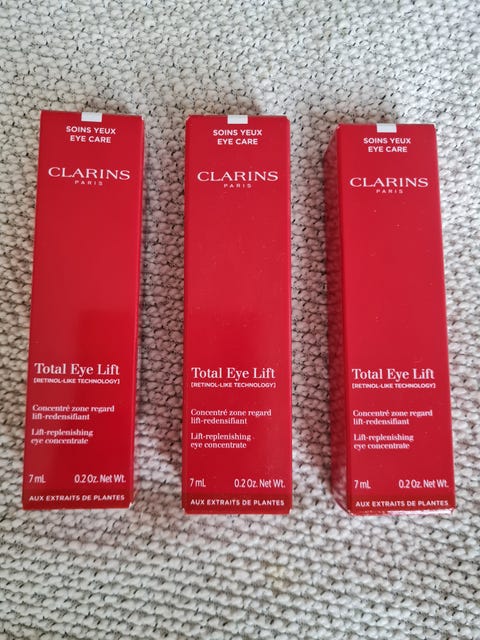 SOINS YEUX
EYE CARE
CLARINS
PARIS
Total Eye Lift
[RETINOL-LIKE TECHNOLOGY]
Concentré zone regard
lift-redensifiant
Lift-replenishing
eye concentrate
7 mL 0.2 Oz. Net Wt.
AUX EXTRAITS DE PLANTES
SOINS YEUX
EYE CARE
CLARINS
PARIS
Total Eye Lift
[RETINOL-LIKE TECHNOLOGY]
Concentré zone regard
lift-redensifiant
Lift-replenishing
eye concentrate
7 mL 0.2 Oz. Net Wt.
AUX EXTRAITS DE PLANTES
SOINS YEUX
EYE CARE
CLARINS
PARIS
Total Eye Lift
[RETINOL-LIKE TECHNOLOGY]
Concentré zone regard
lift-redensifiant
Lift-replenishing
eye concentrate
7 mL 0.2 Oz. Net Wt.
AUX EXTRAITS DE PLANTES